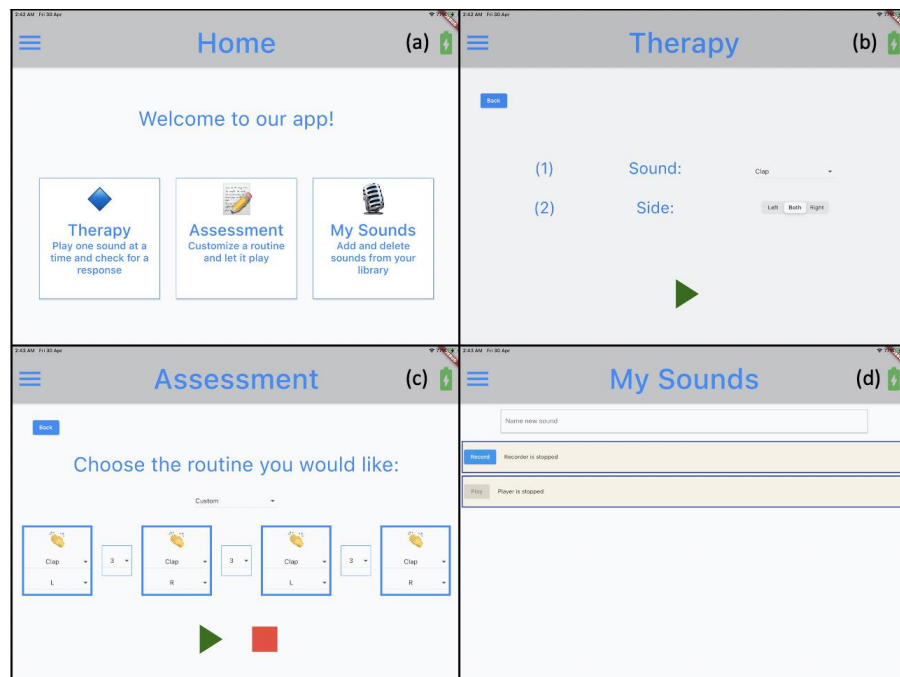 2:42 AM Fri 30 Apr
Home
(a)
Welcome to our app!
Therapy
Play one sound at a
time and check for a
response
Assessment
Customize a routine
and let it play
My Sounds
Add and delete
sounds from your
library
2:42 AM Fri 30 Apr
Therapy
(b)
Back
(1) Sound: Clap
(2) Side: Left Both Right
2:43 AM Fri 30 Apr
Assessment
(c)
Back
Choose the routine you would like:
Custom
Clap 3 Clap 3 Clap 3 Clap
L R L R
2:43 AM Fri 30 Apr
My Sounds
(d)
Name new sound
Record Recorder is stopped
Play Player is stopped